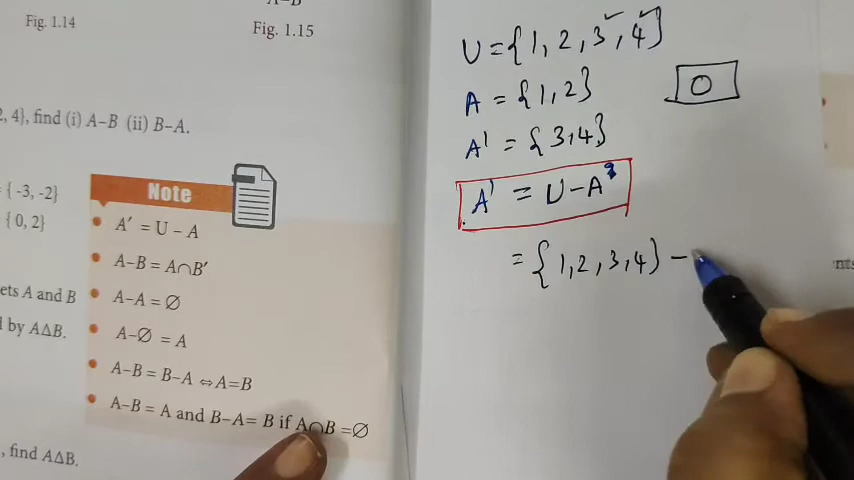 A–B
Fig. 1.14
Fig. 1.15
2, 4}, find (i) A–B (ii) B–A.
= { -3, -2}
{ 0, 2}
ets A and B
d by AΔB.
, find AΔB.
Note
A′ = U – A
A–B = A∩B′
A–A = ∅
A–∅ = A
A–B = B–A ⇔ A=B
A–B = A and B–A= B if A∩B =∅
U = {1, 2, 3, 4}
A = {1, 2}
A' = {3, 4}
A' = U – A
= {1, 2, 3, 4} –
0
ents